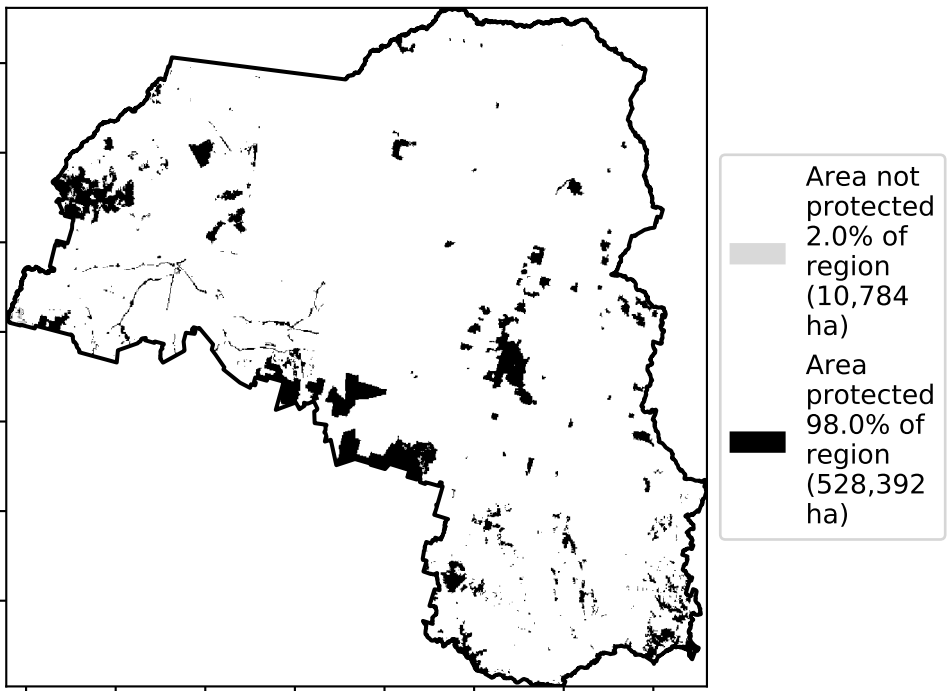 Area not
protected
2.0% of
region
(10,784
ha)
Area
protected
98.0% of
region
(528,392
ha)